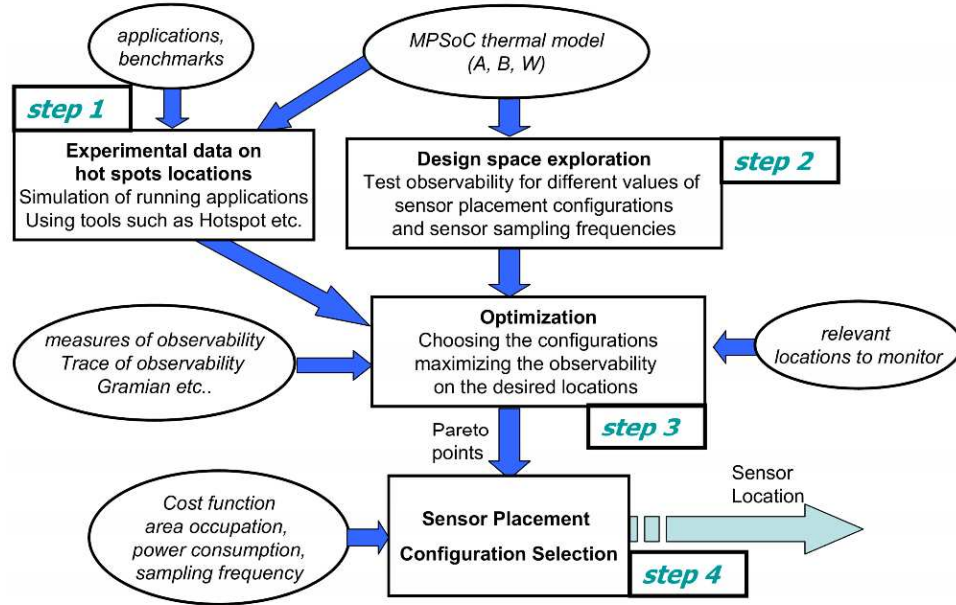 applications,
benchmarks
MPSoC thermal model
(A, B, W)
step 1
Experimental data on
hot spots locations
Simulation of running applications
Using tools such as Hotspot etc.
Design space exploration
Test observability for different values of
sensor placement configurations
and sensor sampling frequencies
step 2
measures of observability
Trace of observability
Gramian etc..
Optimization
Choosing the configurations
maximizing the observability
on the desired locations
relevant
locations to monitor
step 3
Pareto
points
Cost function
area occupation,
power consumption,
sampling frequency
Sensor Placement
Configuration Selection
Sensor
Location
step 4